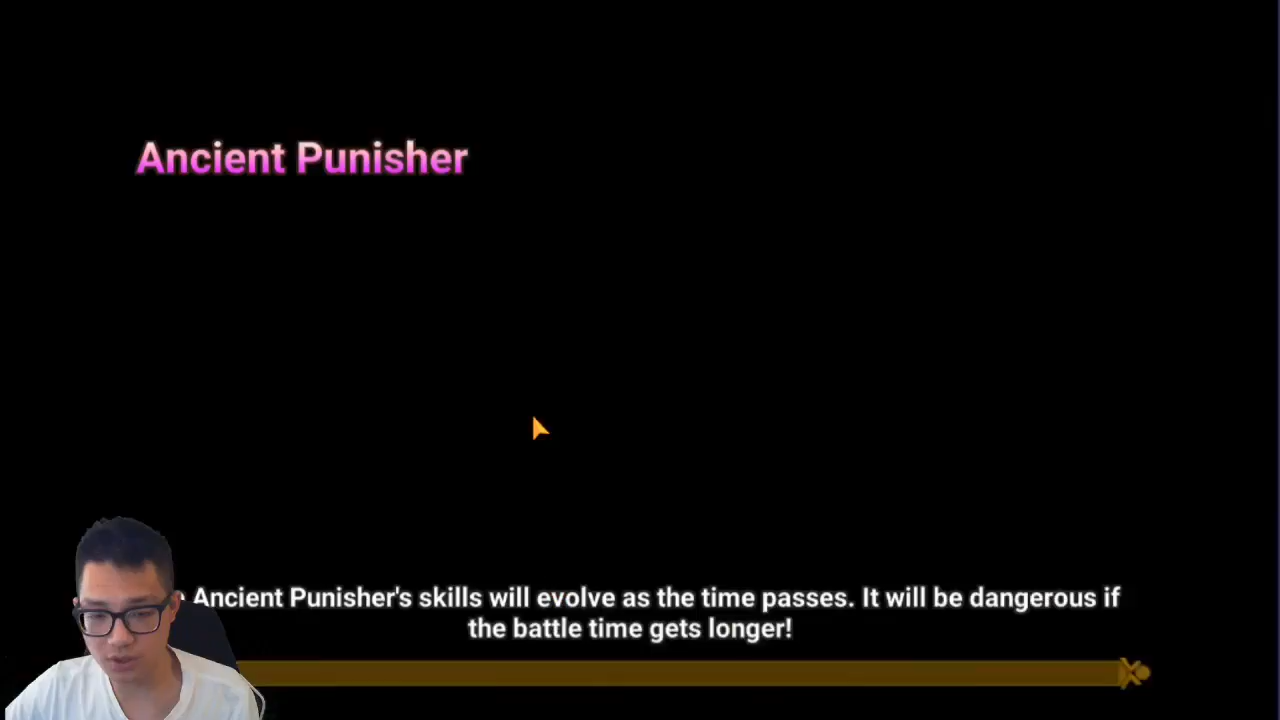 Ancient Punisher
Ancient Punisher's skills will evolve as the time passes. It will be dangerous if
the battle time gets longer!